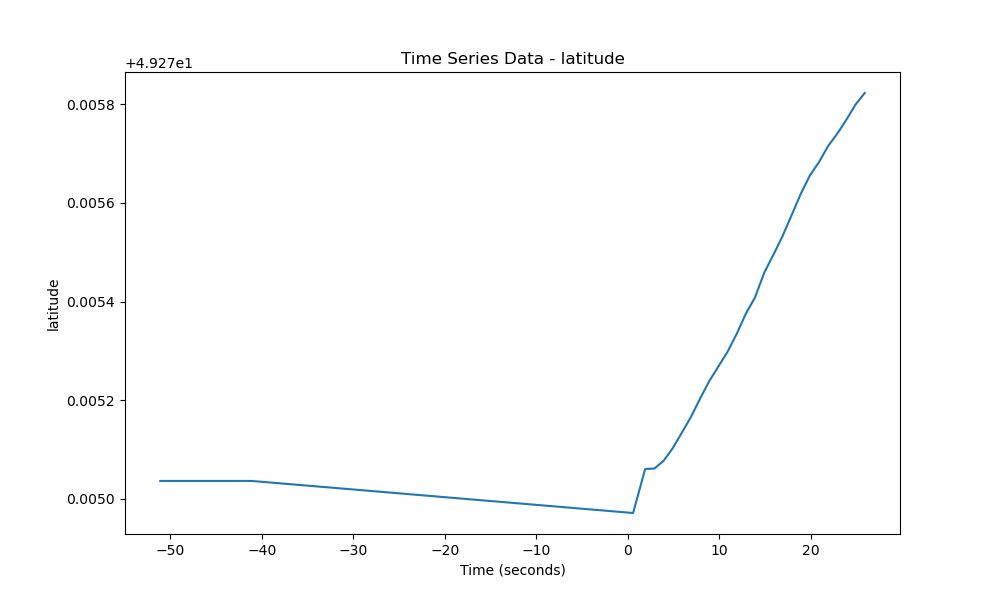 Time Series Data - latitude
+4.927e1
0.0058
0.0056
0.0054
0.0052
0.0050
latitude
−50 −40 −30 −20 −10 0 10 20
Time (seconds)